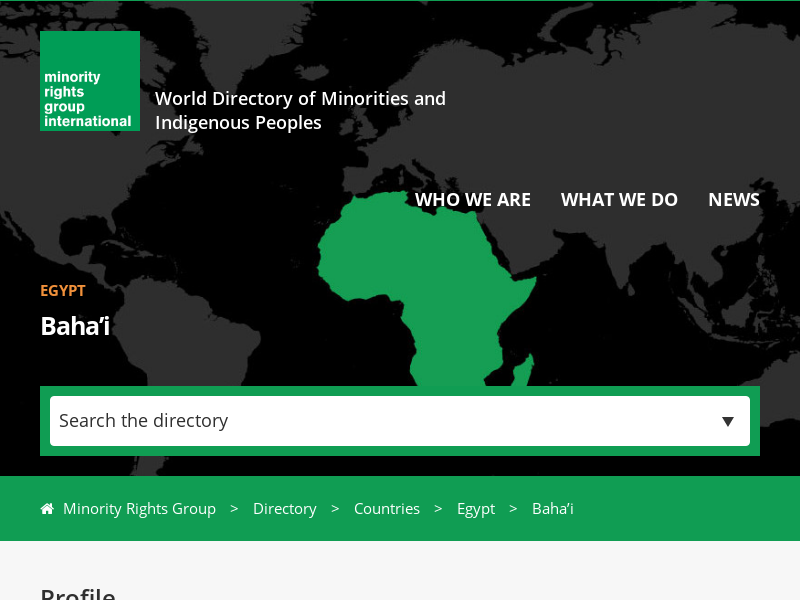 minority
rights
group
international
World Directory of Minorities and
Indigenous Peoples
WHO WE ARE WHAT WE DO NEWS
EGYPT
Baha’i
Search the directory
Minority Rights Group > Directory > Countries > Egypt > Baha’i
Profile